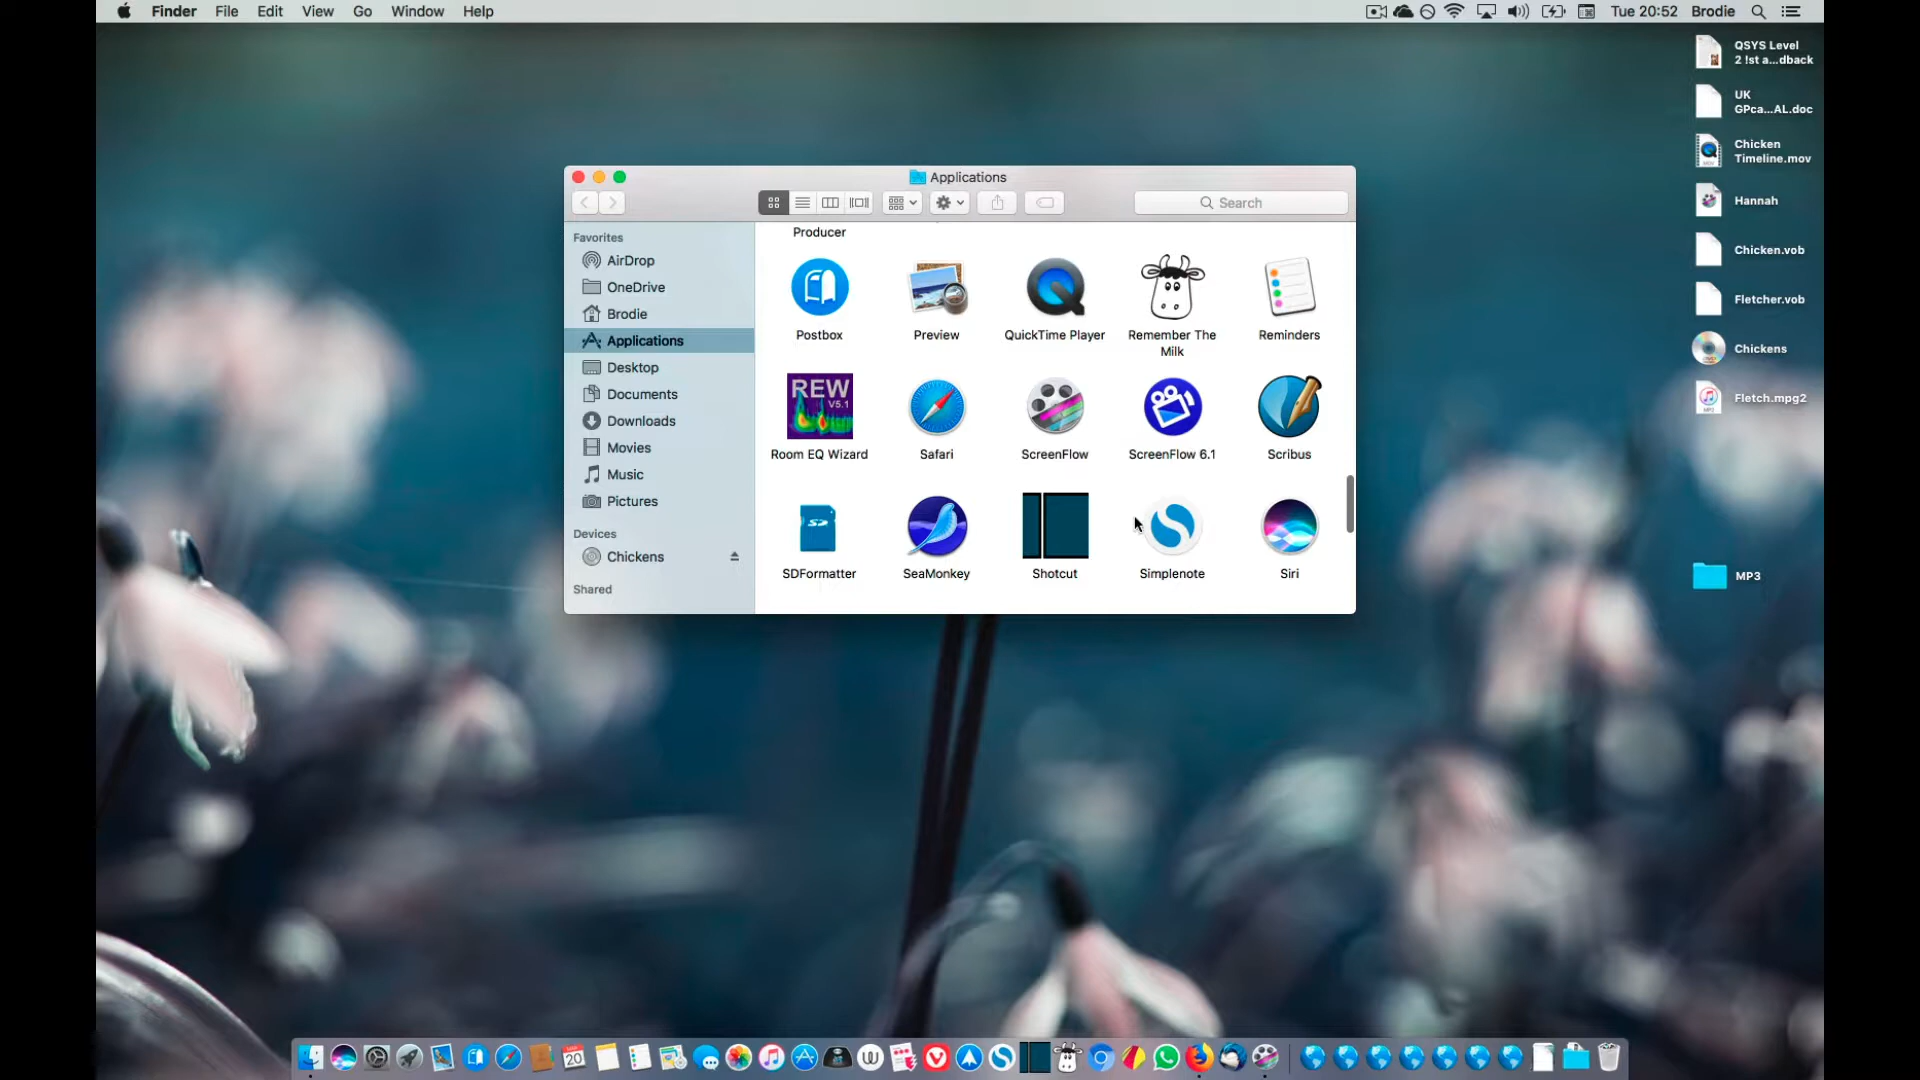 Finder File Edit View Go Window Help
Tue 20:52 Brodie
QSYS Level
2 !st a...dback
UK
GPca...AL.doc
Chicken
Timeline.mov
Hannah
Chicken.vob
Fletcher.vob
Chickens
Fletch.mpg2
MP3
Applications
Search
Favorites
AirDrop
OneDrive
Brodie
Applications
Desktop
Documents
Downloads
Movies
Music
Pictures
Devices
Chickens
Shared
Producer
Postbox
Preview
QuickTime Player
Remember The
Milk
Reminders
REW
V5.1
Room EQ Wizard
Safari
ScreenFlow
ScreenFlow 6.1
Scribus
SDFormatter
SeaMonkey
Shotcut
Simplenote
Siri
20